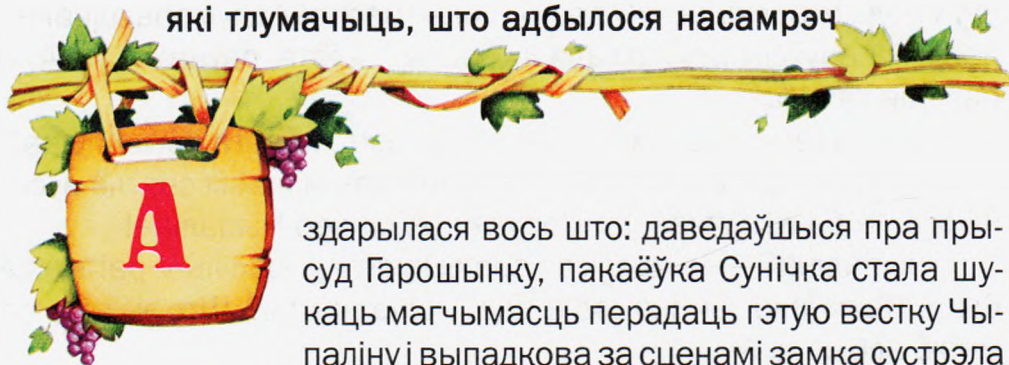 які тлумачыць, што адбылося насамрэч
А
здарылася вось што: даведаўшыся пра пры-
суд Гарошынку, пакаёўка Сунічка стала шу-
каць магчымасць перадаць гэтую вестку Чы-
паліну і выпадкова за сценамі замка сустрэла